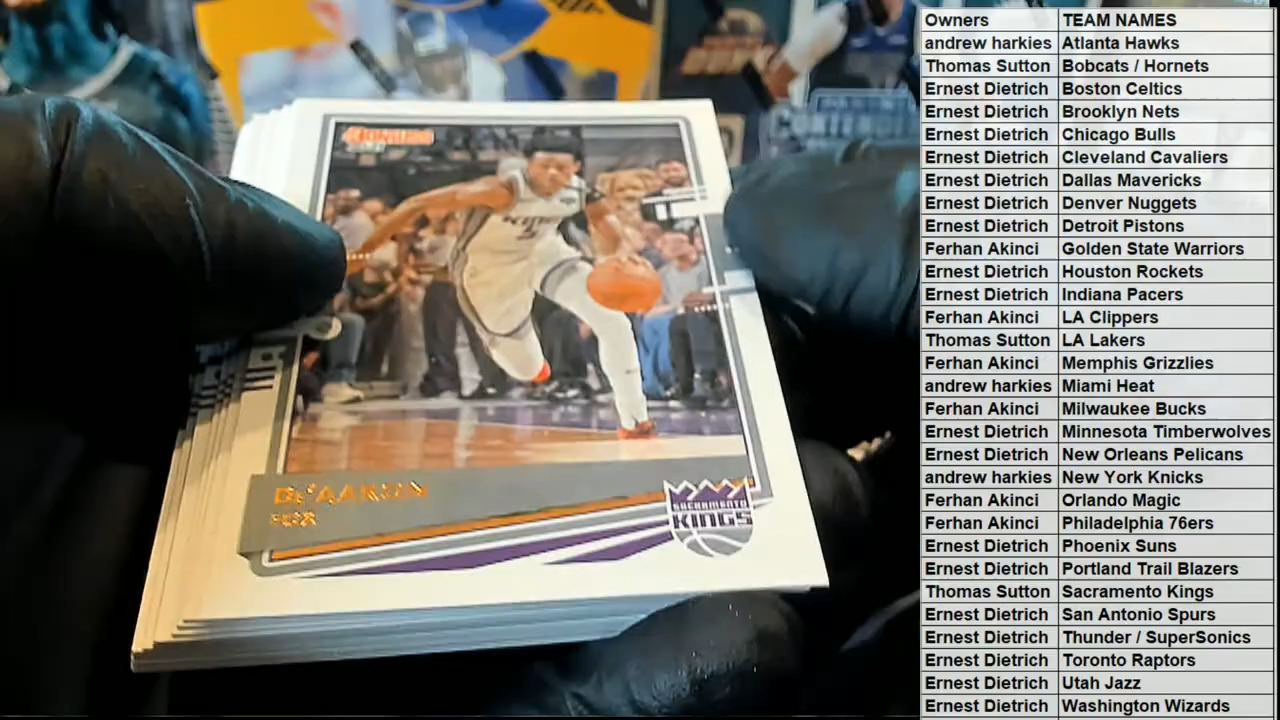 DONRUSS
KINGS
DE'AARON
FOX
SACRAMENTO
KINGS
Owners TEAM NAMES
andrew harkies Atlanta Hawks
Thomas Sutton Bobcats / Hornets
Ernest Dietrich Boston Celtics
Ernest Dietrich Brooklyn Nets
Ernest Dietrich Chicago Bulls
Ernest Dietrich Cleveland Cavaliers
Ernest Dietrich Dallas Mavericks
Ernest Dietrich Denver Nuggets
Ernest Dietrich Detroit Pistons
Ferhan Akinci Golden State Warriors
Ernest Dietrich Houston Rockets
Ernest Dietrich Indiana Pacers
Ferhan Akinci LA Clippers
Thomas Sutton LA Lakers
Ferhan Akinci Memphis Grizzlies
andrew harkies Miami Heat
Ferhan Akinci Milwaukee Bucks
Ernest Dietrich Minnesota Timberwolves
Ernest Dietrich New Orleans Pelicans
andrew harkies New York Knicks
Ferhan Akinci Orlando Magic
Ferhan Akinci Philadelphia 76ers
Ernest Dietrich Phoenix Suns
Ernest Dietrich Portland Trail Blazers
Thomas Sutton Sacramento Kings
Ernest Dietrich San Antonio Spurs
Ernest Dietrich Thunder / SuperSonics
Ernest Dietrich Toronto Raptors
Ernest Dietrich Utah Jazz
Ernest Dietrich Washington Wizards